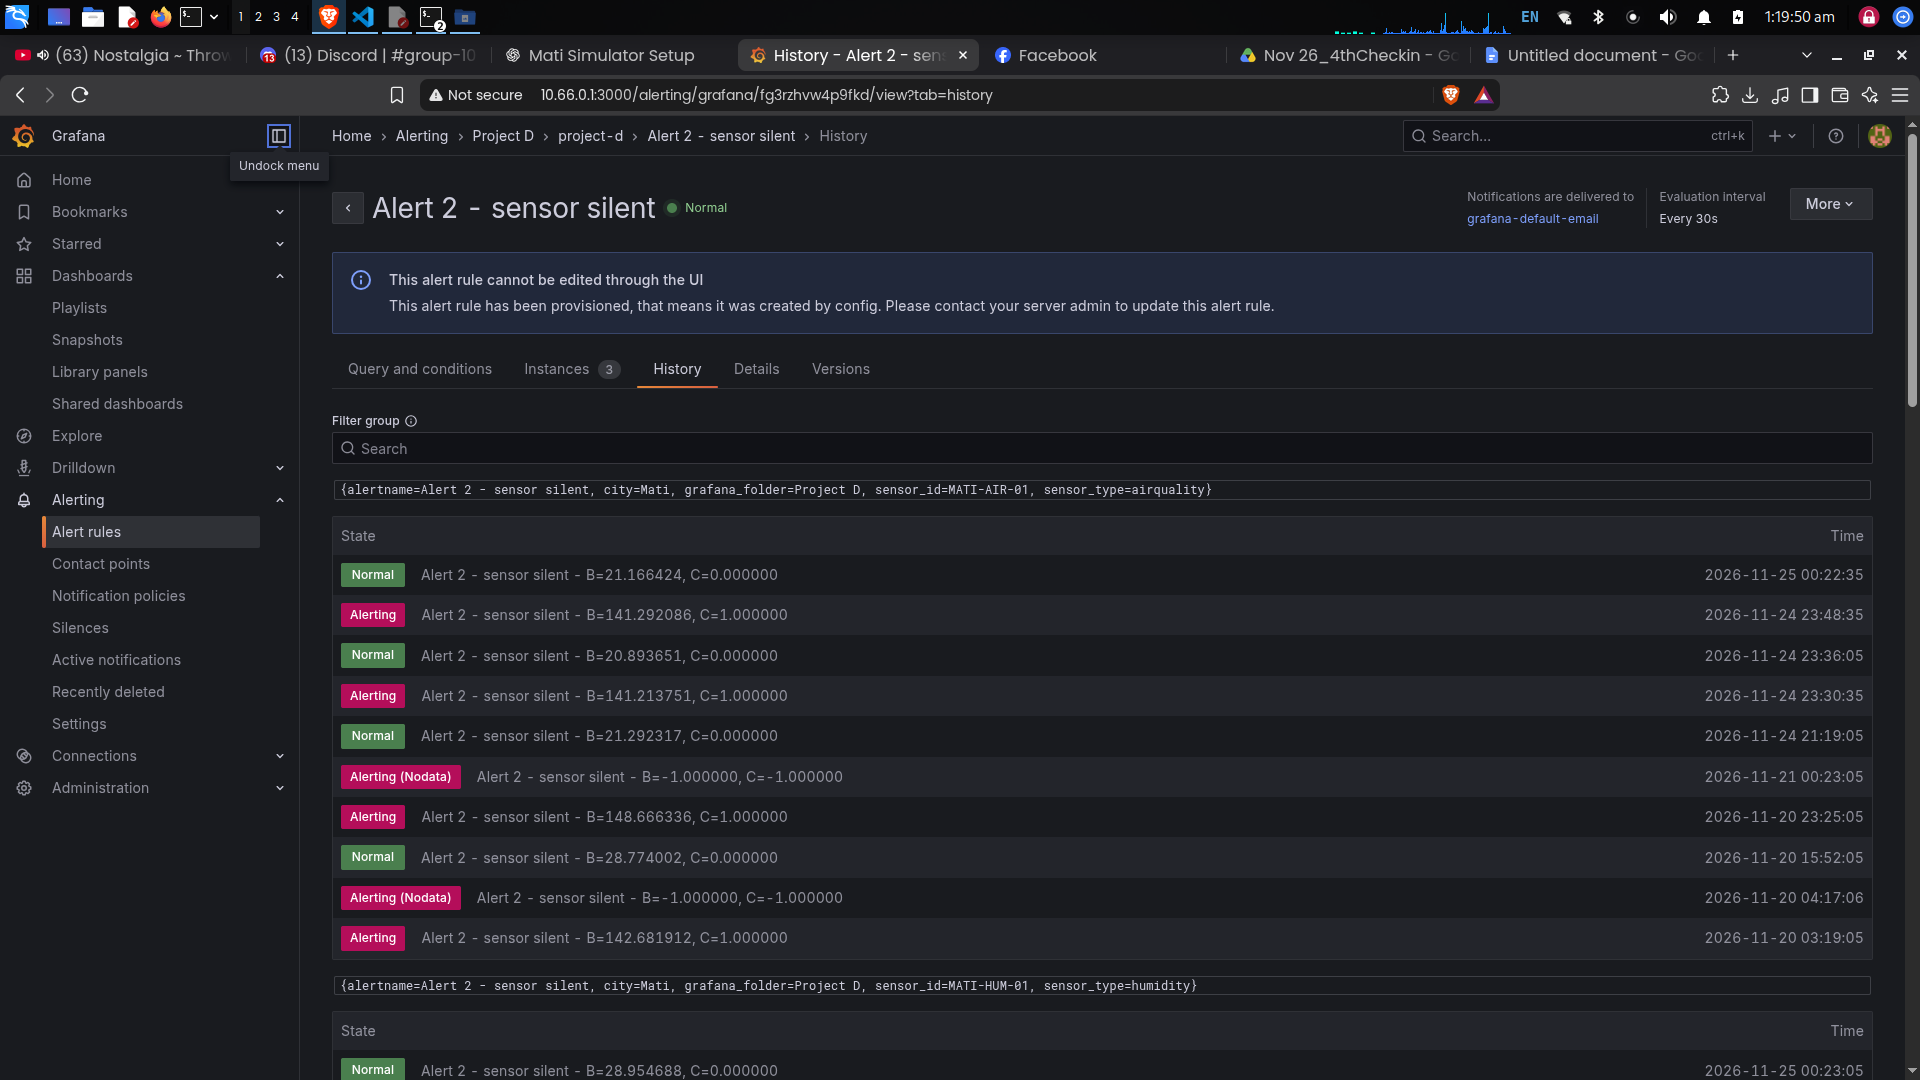 1 2 3 4
2
EN
1:19:50 am
(63) Nostalgia ~ Throw
13
(13) Discord | #group-10
Mati Simulator Setup
History - Alert 2 - sens
Facebook
Nov 26_4thCheckin - Go
Untitled document - Goo
Not secure 10.66.0.1:3000/alerting/grafana/fg3rzhvw4p9fkd/view?tab=history
Grafana
Undock menu
Home
Bookmarks
Starred
Dashboards
Playlists
Snapshots
Library panels
Shared dashboards
Explore
Drilldown
Alerting
Alert rules
Contact points
Notification policies
Silences
Active notifications
Recently deleted
Settings
Connections
Administration
Home > Alerting > Project D > project-d > Alert 2 - sensor silent > History
Search... ctrl+k
Alert 2 - sensor silent
Normal
Notifications are delivered to
grafana-default-email
Evaluation interval
Every 30s
More
This alert rule cannot be edited through the UI
This alert rule has been provisioned, that means it was created by config. Please contact your server admin to update this alert rule.
Query and conditions
Instances 3
History
Details
Versions
Filter group
Search
{alertname=Alert 2 - sensor silent, city=Mati, grafana_folder=Project D, sensor_id=MATI-AIR-01, sensor_type=airquality}
State Time
Normal Alert 2 - sensor silent - B=21.166424, C=0.000000 2026-11-25 00:22:35
Alerting Alert 2 - sensor silent - B=141.292086, C=1.000000 2026-11-24 23:48:35
Normal Alert 2 - sensor silent - B=20.893651, C=0.000000 2026-11-24 23:36:05
Alerting Alert 2 - sensor silent - B=141.213751, C=1.000000 2026-11-24 23:30:35
Normal Alert 2 - sensor silent - B=21.292317, C=0.000000 2026-11-24 21:19:05
Alerting (Nodata) Alert 2 - sensor silent - B=-1.000000, C=-1.000000 2026-11-21 00:23:05
Alerting Alert 2 - sensor silent - B=148.666336, C=1.000000 2026-11-20 23:25:05
Normal Alert 2 - sensor silent - B=28.774002, C=0.000000 2026-11-20 15:52:05
Alerting (Nodata) Alert 2 - sensor silent - B=-1.000000, C=-1.000000 2026-11-20 04:17:06
Alerting Alert 2 - sensor silent - B=142.681912, C=1.000000 2026-11-20 03:19:05
{alertname=Alert 2 - sensor silent, city=Mati, grafana_folder=Project D, sensor_id=MATI-HUM-01, sensor_type=humidity}
State Time
Normal Alert 2 - sensor silent - B=28.954688, C=0.000000 2026-11-25 00:23:05